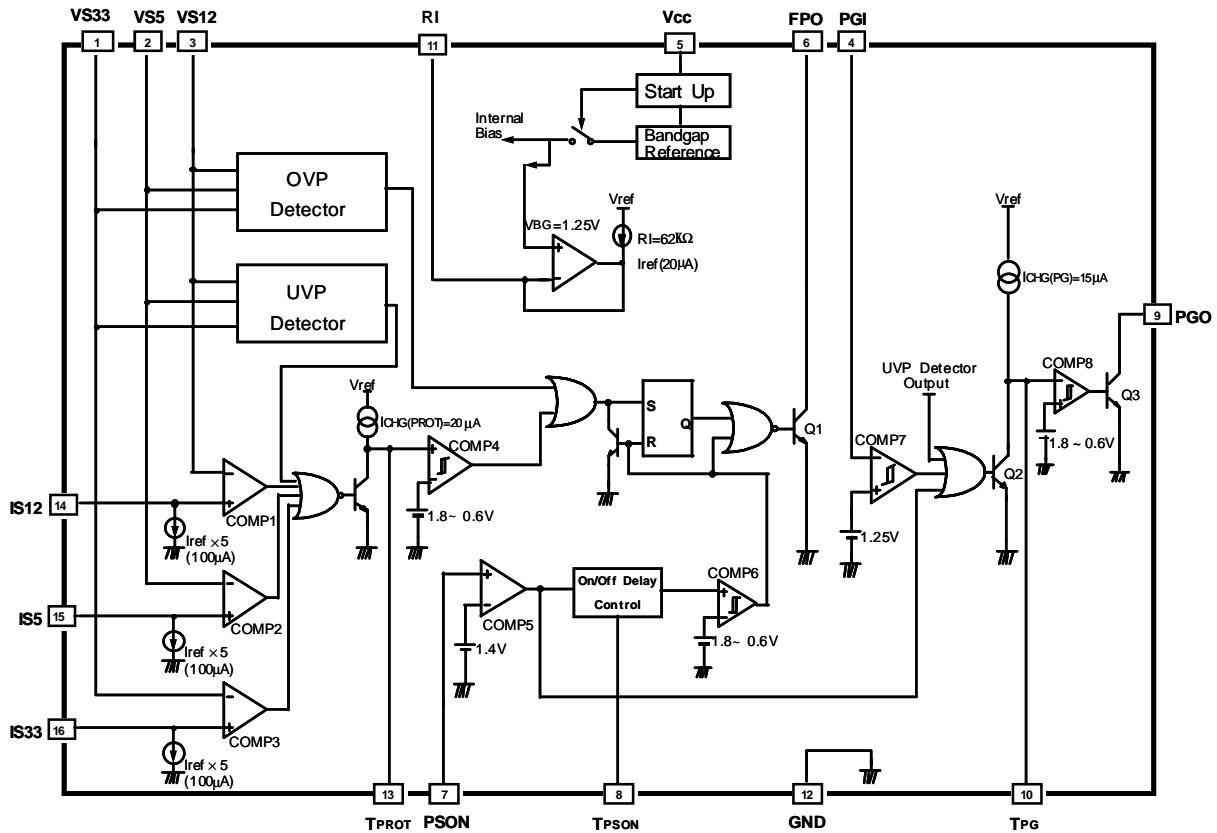 VS33 VS5 VS12 RI Vcc FPO PGI
1 2 3 11 5 6 4
Start Up
Internal
Bias
Bandgap
Reference
OVP
Detector
Vref
VBG=1.25V
RI=62KΩ
Iref(20µA)
Vref
ICHG(PG)=15µA
UVP
Detector
9 PGO
Vref
ICHG(PROT)=20µA
COMP4
S
R
Q
Q1
UVP Detector
Output
COMP8
Q3
1.8~ 0.6V
COMP7
Q2
1.25V
IS12 14
COMP1
Iref ×5
(100µA)
1.8~ 0.6V
COMP5
1.4V
On/Off Delay
Control
COMP6
1.8~ 0.6V
IS5 15
COMP2
Iref ×5
(100µA)
IS33 16
COMP3
Iref ×5
(100µA)
13 7 8 12 10
TPROT PSON TPSON GND TPG